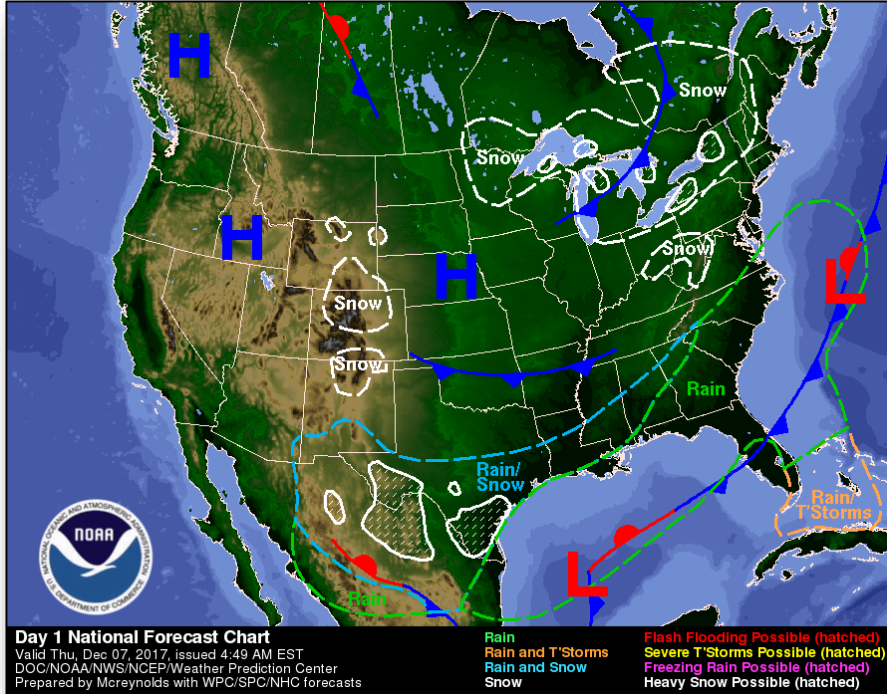 H
Snow
Snow
H
H
Snow
L
Snow
Snow
Rain
Rain/
Snow
Rain/
T'Storms
L
Rain
NATIONAL OCEANIC AND ATMOSPHERIC ADMINISTRATION
NOAA
U.S. DEPARTMENT OF COMMERCE
Day 1 National Forecast Chart
Valid Thu, Dec 07, 2017, issued 4:49 AM EST
DOC/NOAA/NWS/NCEP/Weather Prediction Center
Prepared by Mcreynolds with WPC/SPC/NHC forecasts
Rain
Rain and T'Storms
Rain and Snow
Snow
Flash Flooding Possible (hatched)
Severe T'Storms Possible (hatched)
Freezing Rain Possible (hatched)
Heavy Snow Possible (hatched)